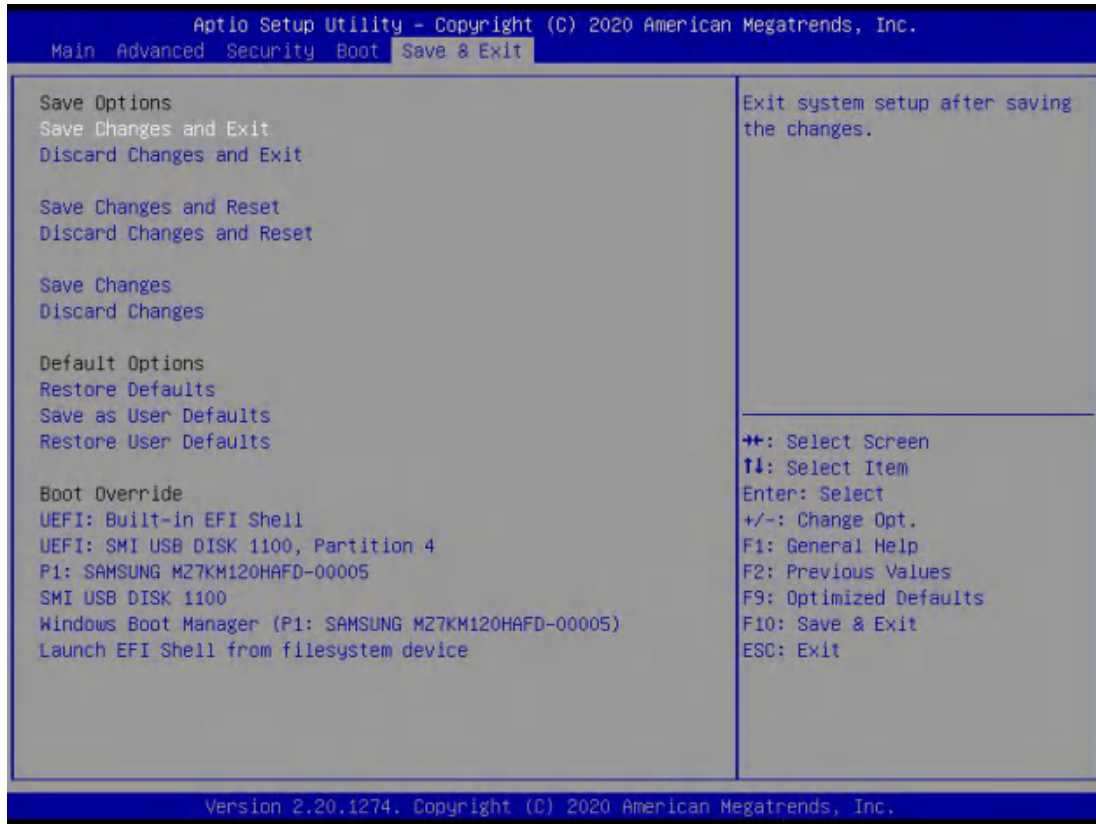 Aptio Setup Utility – Copyright (C) 2020 American Megatrends, Inc.
Main Advanced Security Boot Save & Exit
Save Options
Save Changes and Exit
Discard Changes and Exit
Save Changes and Reset
Discard Changes and Reset
Save Changes
Discard Changes
Default Options
Restore Defaults
Save as User Defaults
Restore User Defaults
Boot Override
UEFI: Built-in EFI Shell
UEFI: SMI USB DISK 1100, Partition 4
P1: SAMSUNG MZ7KM120HAFD-00005
SMI USB DISK 1100
Windows Boot Manager (P1: SAMSUNG MZ7KM120HAFD-00005)
Launch EFI Shell from filesystem device
Exit system setup after saving
the changes.
→←: Select Screen
↑↓: Select Item
Enter: Select
+/-: Change Opt.
F1: General Help
F2: Previous Values
F9: Optimized Defaults
F10: Save & Exit
ESC: Exit
Version 2.20.1274. Copyright (C) 2020 American Megatrends, Inc.